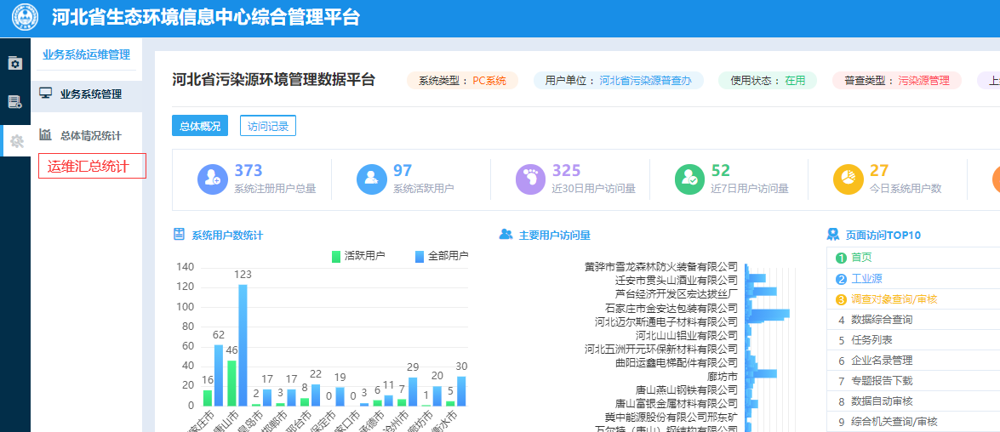 河北省生态环境信息中心综合管理平台
业务系统运维管理
业务系统管理
总体情况统计
运维汇总统计
河北省污染源环境管理数据平台
系统类型： PC系统
用户单位： 河北省污染源普查办
使用状态： 在用
普查类型： 污染源管理
上
总体概况
访问记录
373
系统注册用户总量
97
系统活跃用户
325
近30日用户访问量
52
近7日用户访问量
27
今日系统用户数
系统用户数统计
活跃用户
全部用户
140
120
100
80
60
40
20
0
16
62
46
123
2
17
3
17
8
22
0
19
0
3
6
11
7
29
1
20
5
30
家庄市
唐山市
皇岛市
邯郸市
邢台市
保定市
家口市
承德市
沧州市
廊坊市
衡水市
主要用户访问量
黄骅市雪龙森林防火装备有限公司
迁安市贯头山酒业有限公司
芦台经济开发区宏达拔丝厂
石家庄市金安达包装有限公司
河北迈尔斯通电子材料有限公司
河北山山铝业有限公司
河北五洲开元环保新材料有限公司
曲阳运鑫电梯配件有限公司
廊坊市
唐山燕山钢铁有限公司
唐山富银金属材料有限公司
冀中能源股份有限公司邢东矿
万尔特（唐山）钢结构有限公司
页面访问TOP10
1 首页
2 工业源
3 调查对象查询/审核
4 数据综合查询
5 任务列表
6 企业名录管理
7 专题报告下载
8 数据自动审核
9 综合机关查询/审核